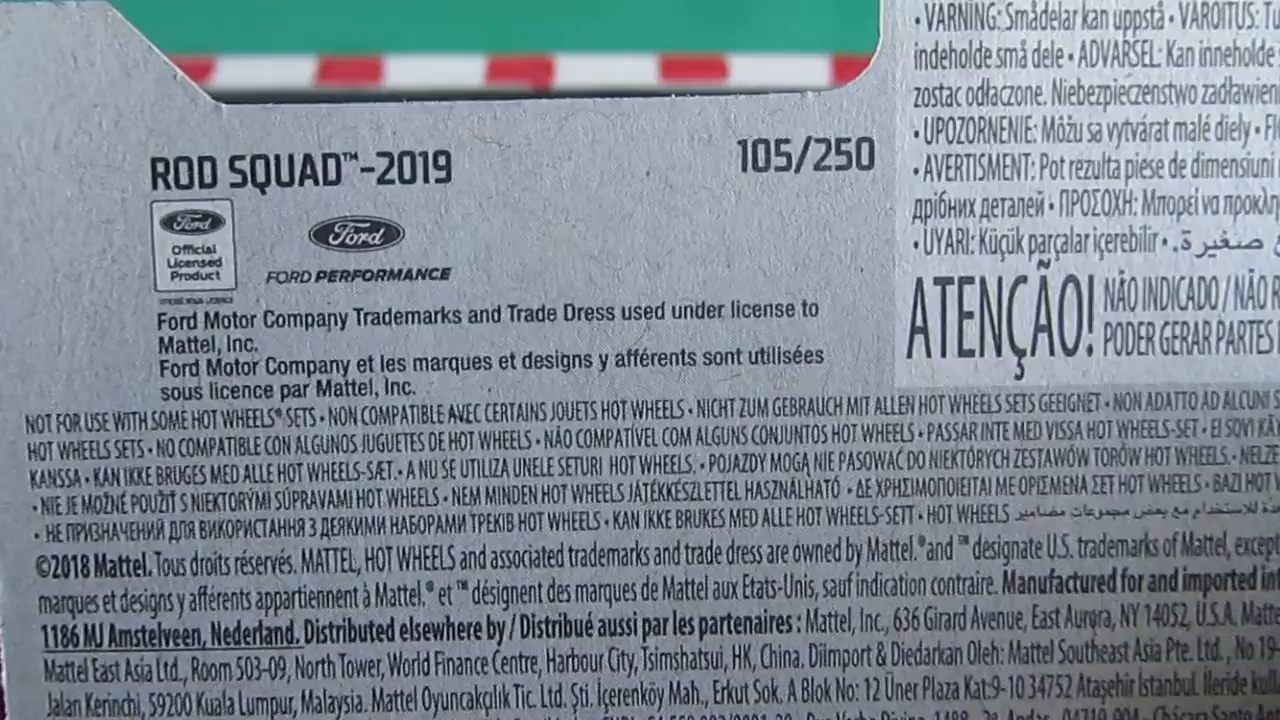 • VARNING: Smådelar kan uppstå • VAROITUS:
indeholde små dele • ADVARSEL: Kan inneholde
zostac odłaczone. Niebezpieczenstwo
• UPOZORNENIE: Môžu sa vytvárat malé diely •
• AVERTISMENT: Pot rezulta piese de dimensiuni
дрібних деталей • ΠΡΟΣΟΧΗ: Μπορεί να
• UYARI: Küçük parçalar içerebilir • صغيرة.
ATENÇÃO! NÃO INDICADO / NÃO
PODER GERAR PARTES
ROD SQUAD™-2019 105/250
Ford
Official
Licensed
Product
Ford
FORD PERFORMANCE
Ford Motor Company Trademarks and Trade Dress used under license to
Mattel, Inc.
Ford Motor Company et les marques et designs y afférents sont utilisées
sous licence par Mattel, Inc.
NOT FOR USE WITH SOME HOT WHEELS® SETS • NON COMPATIBLE AVEC CERTAINS JOUETS HOT WHEELS • NICHT ZUM GEBRAUCH MIT ALLEN HOT WHEELS SETS GEEIGNET • NON ADATTO AD ALCUNI
HOT WHEELS SETS • NO COMPATIBLE CON ALGUNOS JUGUETES DE HOT WHEELS • NÃO COMPATÍVEL COM ALGUNS CONJUNTOS HOT WHEELS • PASSAR INTE MED VISSA HOT WHEELS-SET • EI SOVI
KANSSA • KAN IKKE BRUGES MED ALLE HOT WHEELS-SÆT. • A NU SE UTILIZA UNELE SETURI HOT WHEELS. • POJAZDY MOGĄ NIE PASOWAĆ DO NIEKTÓRYCH ZESTAWÓW TORÓW HOT WHEELS. •
• NIE JE MOŽNÉ POUŽIŤ S NIEKTORÝMI SÚPRAVAMI HOT WHEELS • NEM MINDEN HOT WHEELS JÁTÉKKÉSZLETTEL HASZNÁLHATÓ • ΔΕ ΧΡΗΣΙΜΟΠΟΙΕΙΤΑΙ ΜΕ ΟΡΙΣΜΕΝΑ ΣΕΤ HOT WHEELS • BAZI HOT
• НЕ ПРИЗНАЧЕНИЙ ДЛЯ ВИКОРИСТАННЯ З ДЕЯКИМИ НАБОРАМИ ТРЕКІВ HOT WHEELS • KAN IKKE BRUKES MED ALLE HOT WHEELS-SETT • HOT WHEELS للاستخدام مع بعض مجموعات مضامير
©2018 Mattel. Tous droits réservés. MATTEL, HOT WHEELS and associated trademarks and trade dress are owned by Mattel. ® and ™ designate U.S. trademarks of Mattel, except
marques et designs y afférents appartiennent à Mattel. ® et ™ désignent des marques de Mattel aux Etats-Unis, sauf indication contraire. Manufactured for and imported
1186 MJ Amstelveen, Nederland. Distributed elsewhere by / Distribué aussi par les partenaires : Mattel, Inc., 636 Girard Avenue, East Aurora, NY 14052, U.S.A.
Mattel East Asia Ltd., Room 503-09, North Tower, World Finance Centre, Harbour City, Tsimshatsui, HK, China. Diimport & Diedarkan Oleh: Mattel Southeast Asia Pte. Ltd., No
Jalan Kerinchi, 59200 Kuala Lumpur, Malaysia. Mattel Oyuncakçılık Tic. Ltd. Şti. İçerenköy Mah., Erkut Sok. A Blok No: 12 Üner Plaza Kat:9-10 34752 Ataşehir İstanbul. İleride